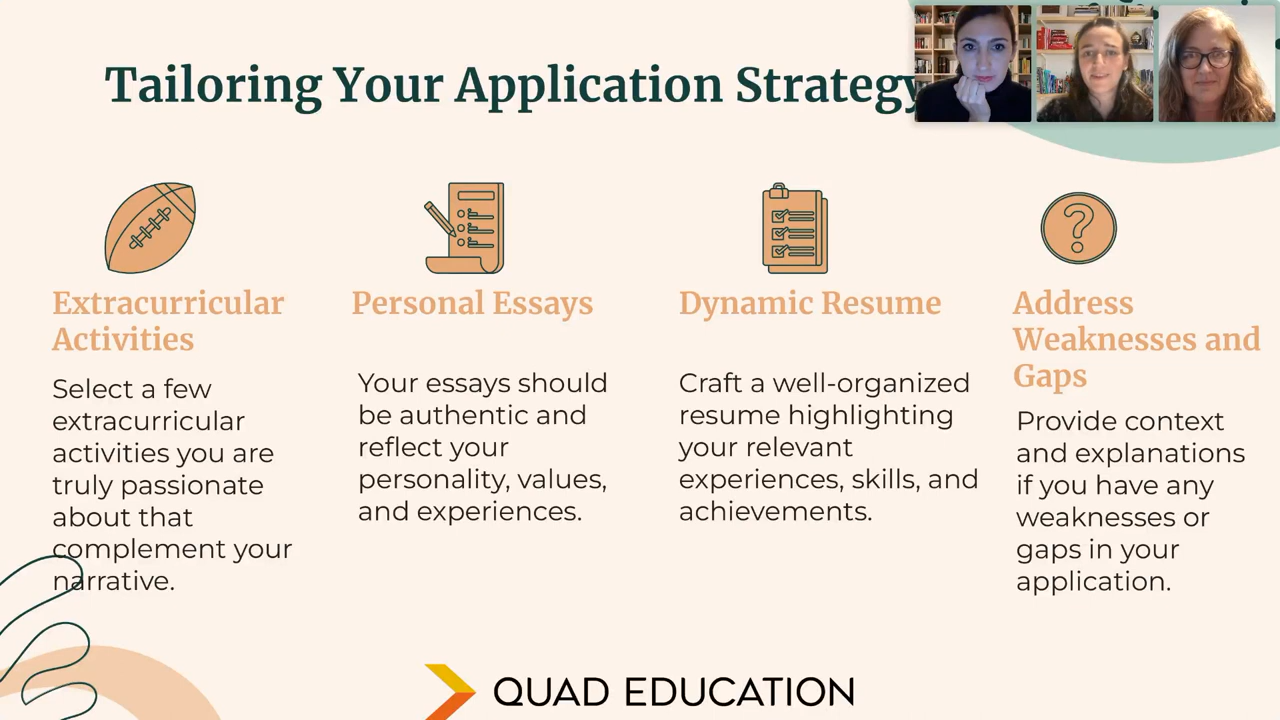 Tailoring Your Application Strategy
Extracurricular
Activities
Select a few
extracurricular
activities you are
truly passionate
about that
complement your
narrative.
Personal Essays
Your essays should
be authentic and
reflect your
personality, values,
and experiences.
Dynamic Resume
Craft a well-organized
resume highlighting
your relevant
experiences, skills, and
achievements.
Address
Weaknesses and
Gaps
Provide context
and explanations
if you have any
weaknesses or
gaps in your
application.
QUAD EDUCATION